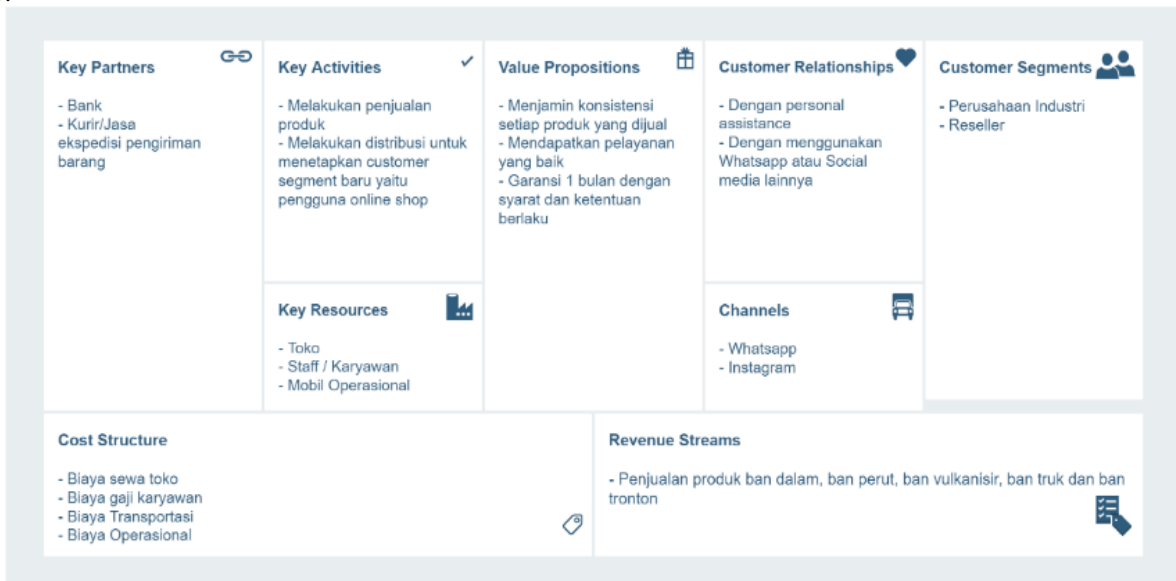 Key Partners
- Bank
- Kurir/Jasa
ekspedisi pengiriman
barang
Key Activities
- Melakukan penjualan
produk
- Melakukan distribusi untuk
menetapkan customer
segment baru yaitu
pengguna online shop
Key Resources
- Toko
- Staff / Karyawan
- Mobil Operasional
Value Propositions
- Menjamin konsistensi
setiap produk yang dijual
- Mendapatkan pelayanan
yang baik
- Garansi 1 bulan dengan
syarat dan ketentuan
berlaku
Customer Relationships
- Dengan personal
assistance
- Dengan menggunakan
Whatsapp atau Social
media lainnya
Channels
- Whatsapp
- Instagram
Customer Segments
- Perusahaan Industri
- Reseller
Cost Structure
- Biaya sewa toko
- Biaya gaji karyawan
- Biaya Transportasi
- Biaya Operasional
Revenue Streams
- Penjualan produk ban dalam, ban perut, ban vulkanisir, ban truk dan ban
tronton